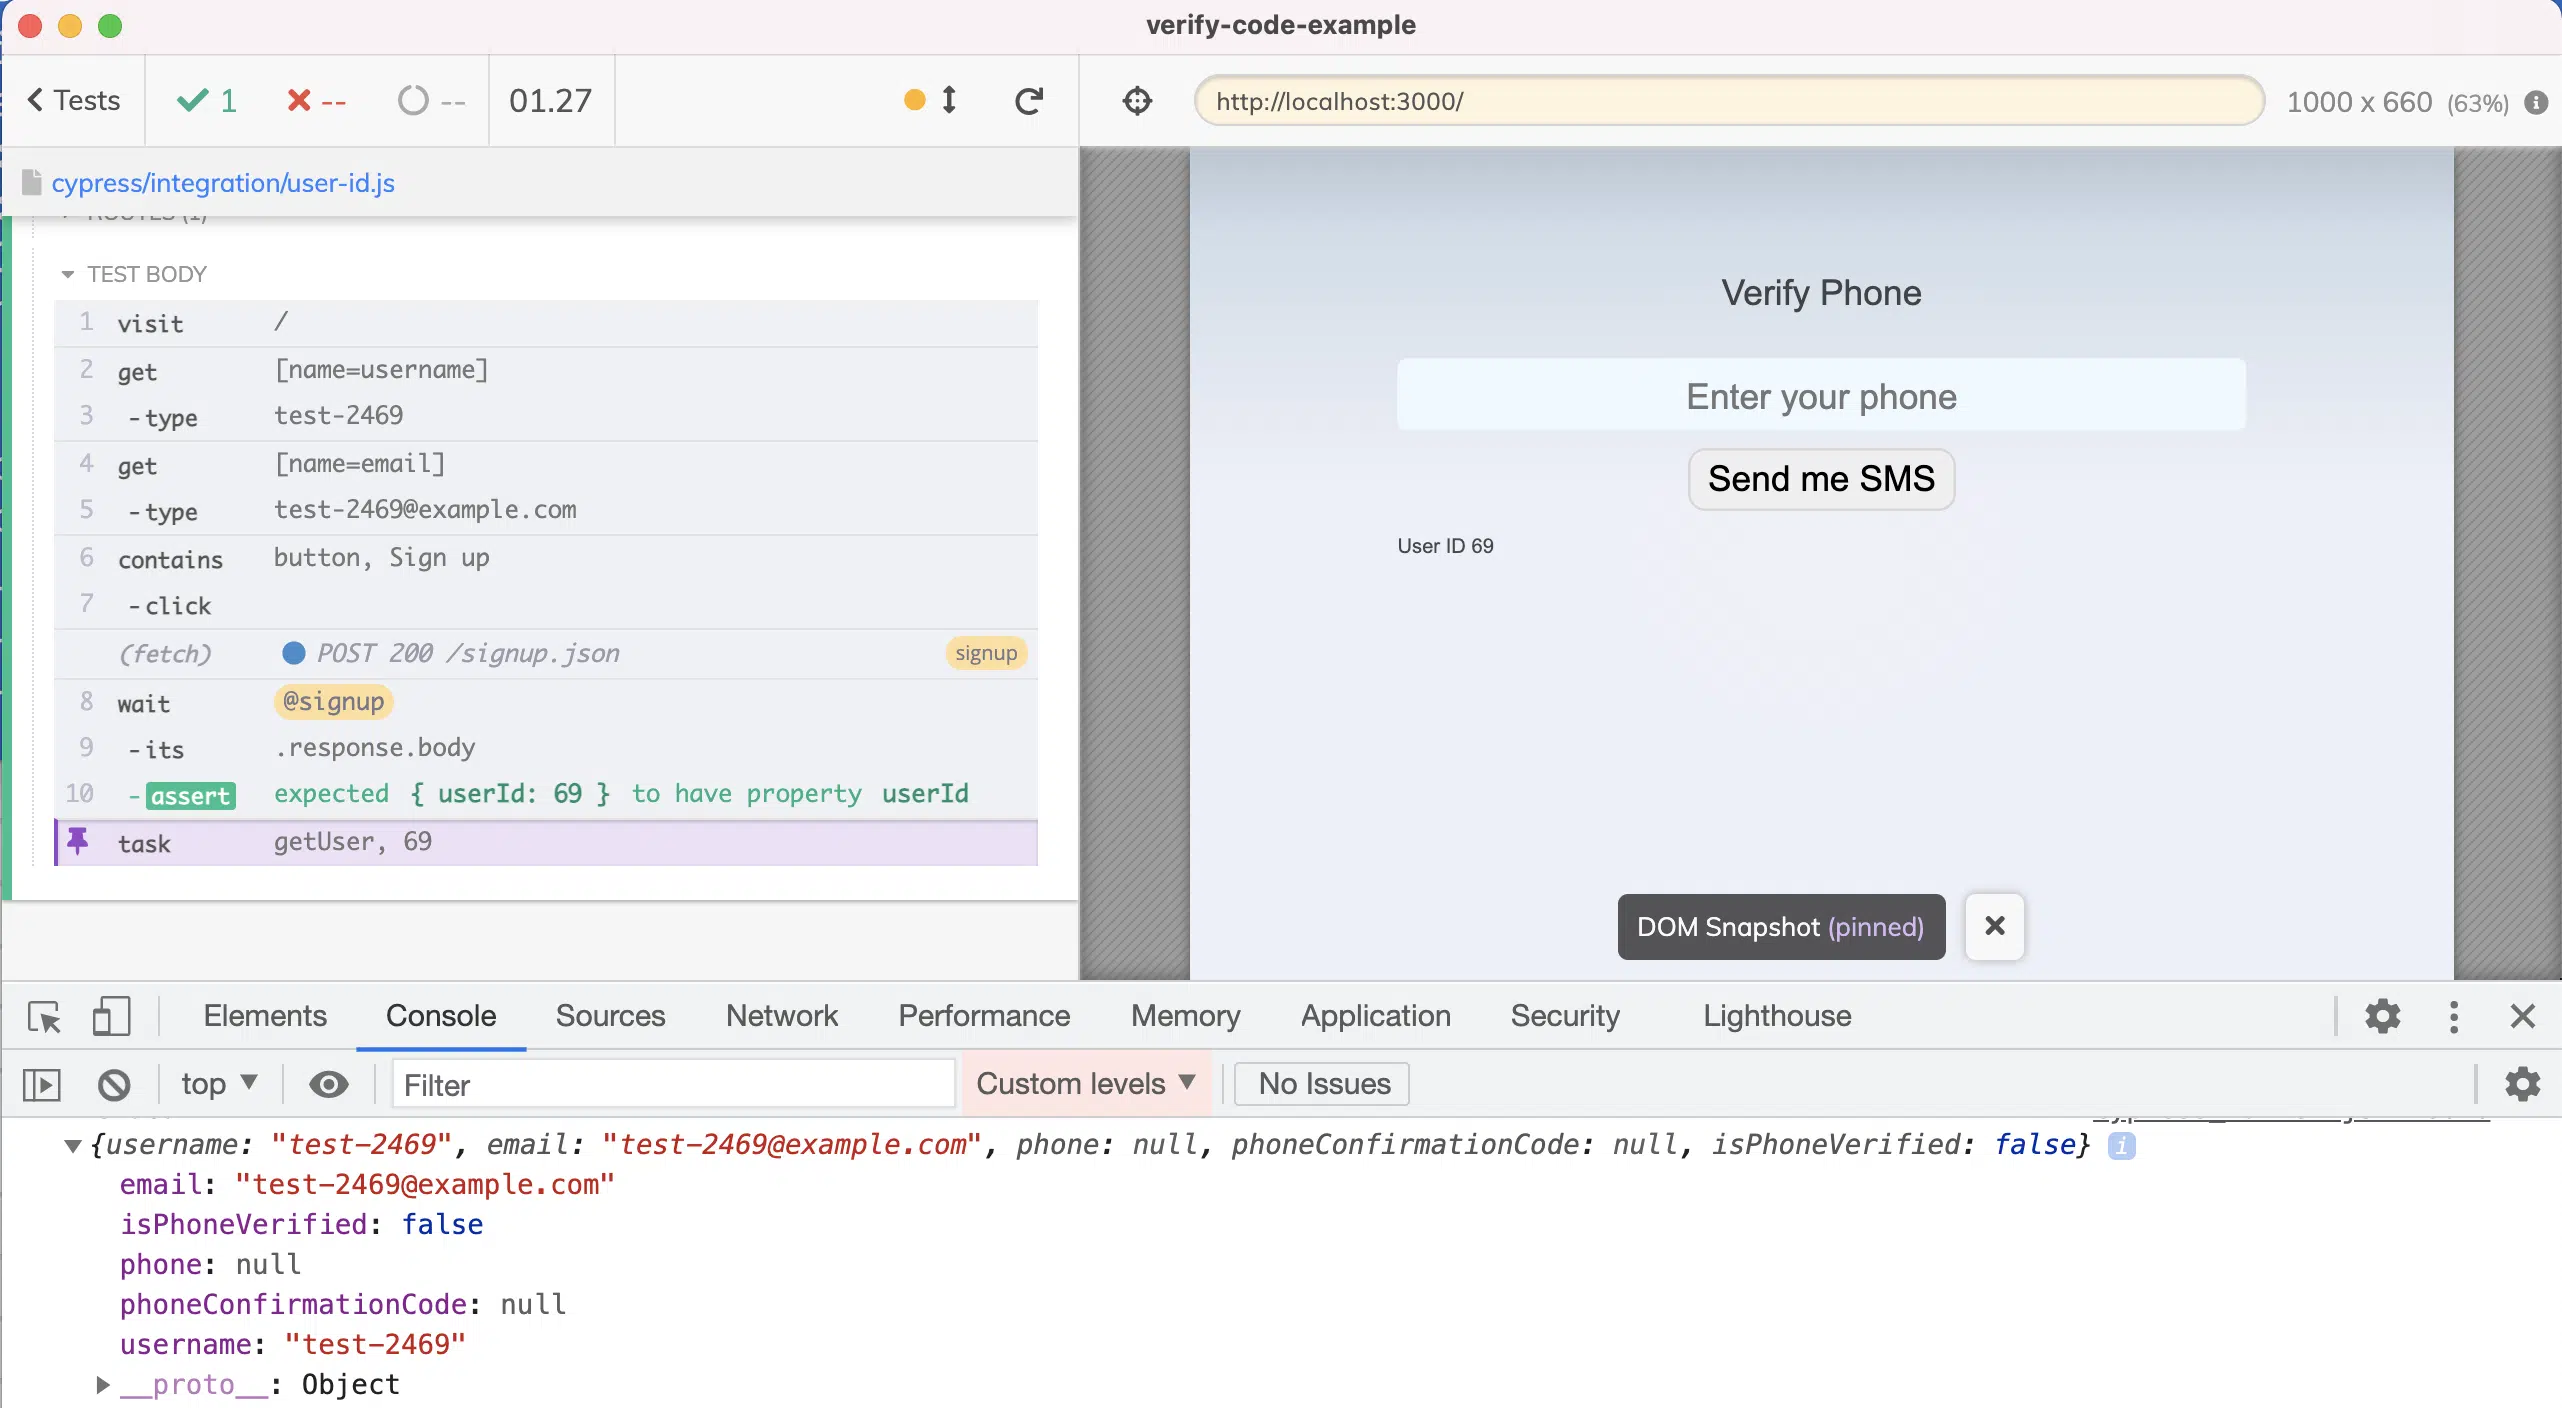 verify-code-example
Tests
1
--
--
01.27
http://localhost:3000/
1000 x 660 (63%)
cypress/integration/user-id.js
ROUTES (1)
TEST BODY
1 visit /
2 get [name=username]
3 -type test-2469
4 get [name=email]
5 -type test-2469@example.com
6 contains button, Sign up
7 -click
(fetch) POST 200 /signup.json signup
8 wait @signup
9 -its .response.body
10 -assert expected { userId: 69 } to have property userId
task getUser, 69
Verify Phone
Enter your phone
Send me SMS
User ID 69
DOM Snapshot (pinned)
Elements Console Sources Network Performance Memory Application Security Lighthouse
top ▼ Filter Custom levels ▼ No Issues
▼ {username: "test-2469", email: "test-2469@example.com", phone: null, phoneConfirmationCode: null, isPhoneVerified: false} i
email: "test-2469@example.com"
isPhoneVerified: false
phone: null
phoneConfirmationCode: null
username: "test-2469"
▶ __proto__: Object